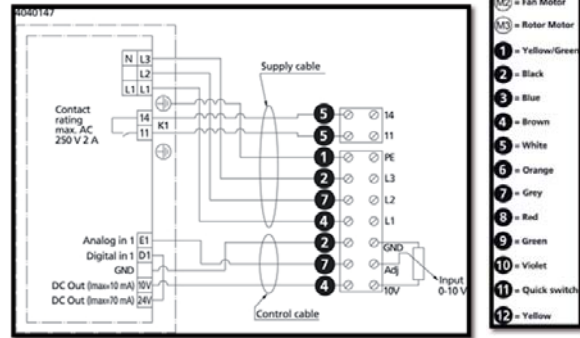 4040147
N L3
L2
L1 L1
Supply cable
Contact
rating
max. AC
250 V 2 A
14
11
K1
5 14
5 11
1 PE
2 L3
7 L2
4 L1
2 GND
7 Adj
4 10V
Input
0-10 V
Analog in 1 E1
Digital in 1 D1
GND
DC Out (Imax=10 mA) 10V
DC Out (Imax=70 mA) 24V
Control cable
M2 = Fan Motor
M3 = Rotor Motor
1 = Yellow/Green
2 = Black
3 = Blue
4 = Brown
5 = White
6 = Orange
7 = Grey
8 = Red
9 = Green
10 = Violet
11 = Quick switch
12 = Yellow